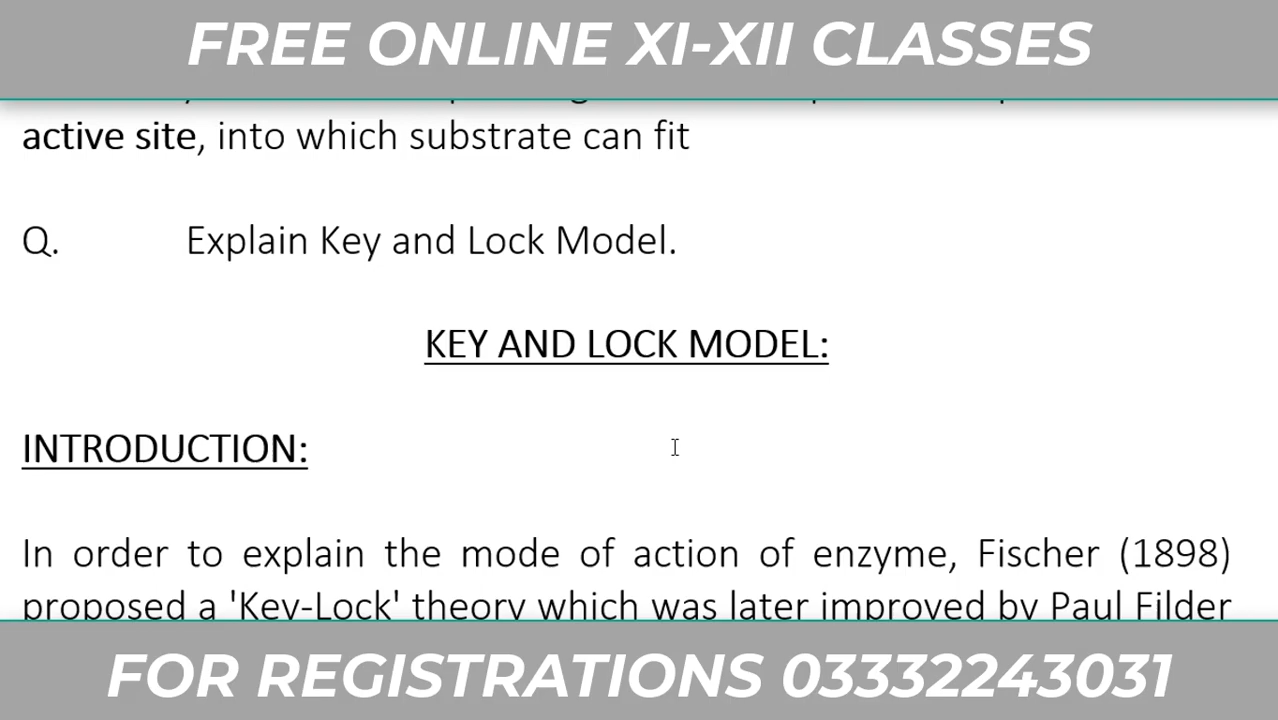 FREE ONLINE XI-XII CLASSES
active site, into which substrate can fit
Q. Explain Key and Lock Model.
KEY AND LOCK MODEL:
INTRODUCTION:
In order to explain the mode of action of enzyme, Fischer (1898)
proposed a 'Key-Lock' theory which was later improved by Paul Filder
FOR REGISTRATIONS 03332243031